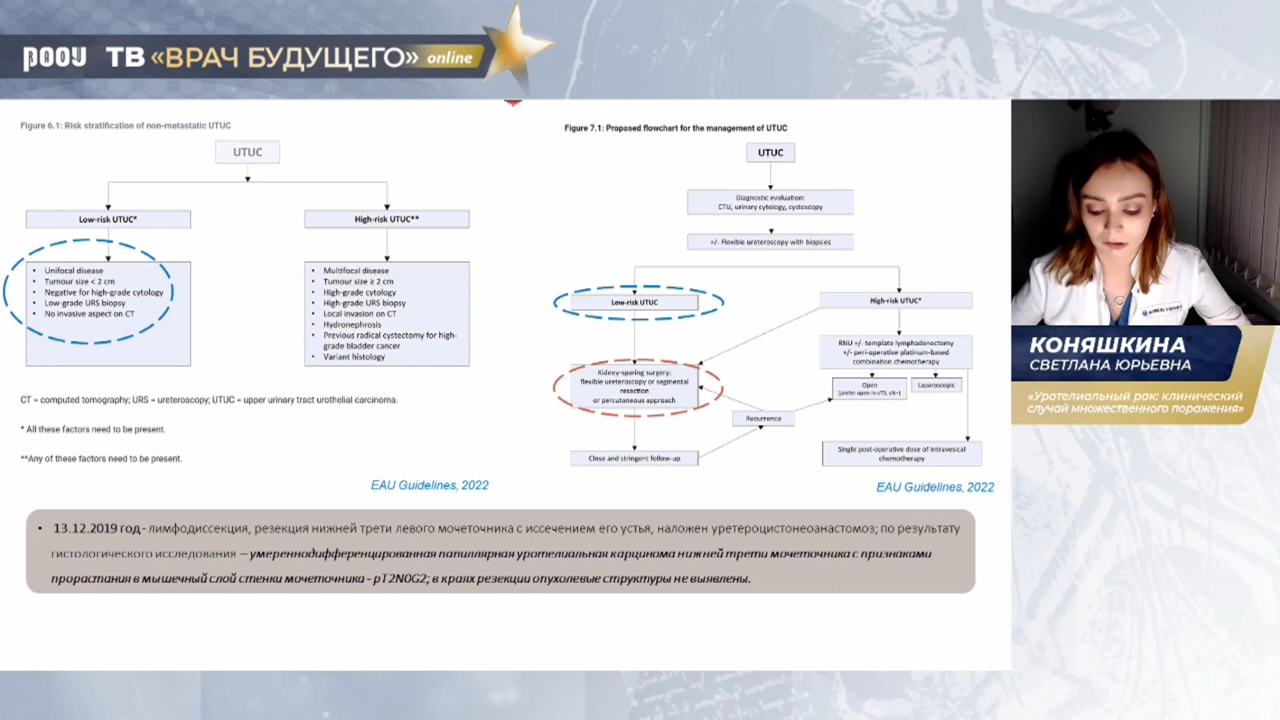 РООУ ТВ «ВРАЧ БУДУЩЕГО» online
Figure 6.1: Risk stratification of non-metastatic UTUC
UTUC
Low-risk UTUC*
High-risk UTUC**
• Unifocal disease
• Tumour size < 2 cm
• Negative for high-grade cytology
• Low-grade URS biopsy
• No invasive aspect on CT
• Multifocal disease
• Tumour size ≥ 2 cm
• High-grade cytology
• High-grade URS biopsy
• Local invasion on CT
• Hydronephrosis
• Previous radical cystectomy for high-
grade bladder cancer
• Variant histology
CT = computed tomography; URS = ureteroscopy; UTUC = upper urinary tract urothelial carcinoma.
* All these factors need to be present.
**Any of these factors need to be present.
EAU Guidelines, 2022
Figure 7.1: Proposed flowchart for the management of UTUC
UTUC
Diagnostic evaluation:
CTU, urinary cytology, cystoscopy
+/- Flexible ureteroscopy with biopsies
Low-risk UTUC
High-risk UTUC*
RNU +/- template lymphadenectomy
+/- peri-operative platinum-based
combination chemotherapy
Kidney-sparing surgery:
flexible ureteroscopy or segmental
resection
or percutaneous approach
Open
(prefer open in cT3, cN+)
Laparoscopic
Recurrence
Close and stringent follow-up
Single post-operative dose of intravesical
chemotherapy
EAU Guidelines, 2022
• 13.12.2019 год - лимфодиссекция, резекция нижней трети левого мочеточника с иссечением его устья, наложен уретероцистонеоанастомоз; по результату
гистологического исследования – умереннодифференцированная папиллярная уротелиальная карцинома нижней трети мочеточника с признаками
прорастания в мышечный слой стенки мочеточника - pT2N0G2; в краях резекции опухолевые структуры не выявлены.
КОНЯШКИНА
СВЕТЛАНА ЮРЬЕВНА
«Уротелиальный рак: клинический
случай множественного поражения»